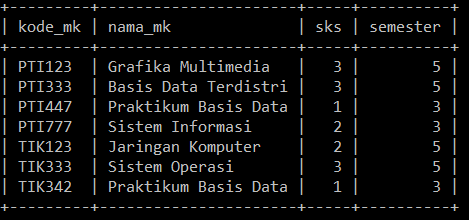 +---------+----------------------+-----+----------+
| kode_mk | nama_mk              | sks | semester |
+---------+----------------------+-----+----------+
| PTI123  | Grafika Multimedia   |   3 |        5 |
| PTI333  | Basis Data Terdistri |   3 |        5 |
| PTI447  | Praktikum Basis Data |   1 |        3 |
| PTI777  | Sistem Informasi     |   2 |        3 |
| TIK123  | Jaringan Komputer    |   2 |        5 |
| TIK333  | Sistem Operasi       |   3 |        5 |
| TIK342  | Praktikum Basis Data |   1 |        3 |
+---------+----------------------+-----+----------+